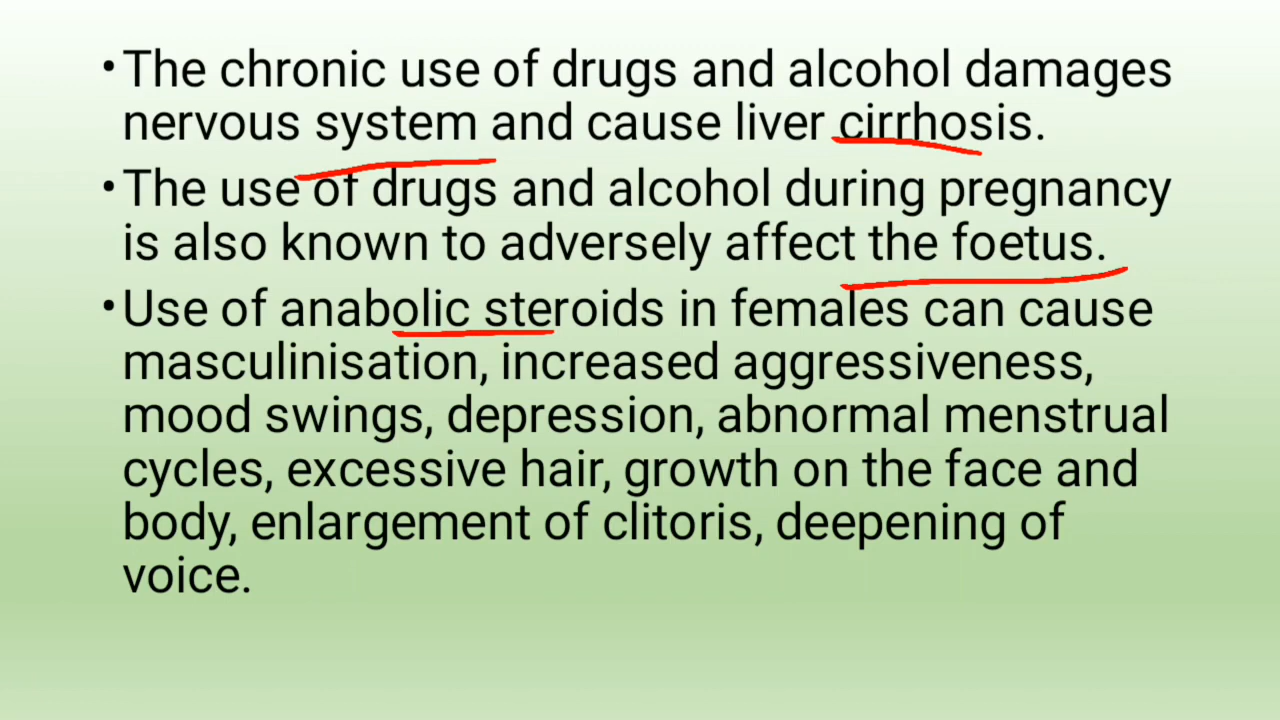 •The chronic use of drugs and alcohol damages
nervous system and cause liver cirrhosis.
•The use of drugs and alcohol during pregnancy
is also known to adversely affect the foetus.
•Use of anabolic steroids in females can cause
masculinisation, increased aggressiveness,
mood swings, depression, abnormal menstrual
cycles, excessive hair, growth on the face and
body, enlargement of clitoris, deepening of
voice.